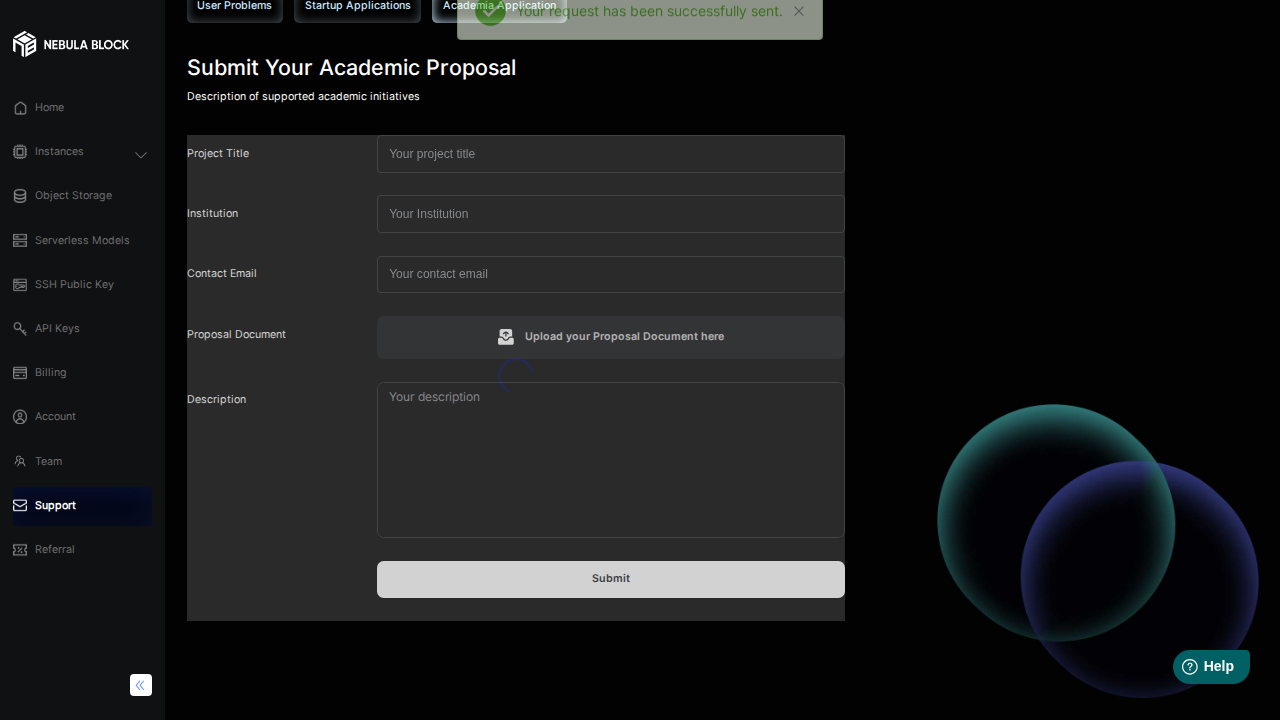 User Problems
Startup Applications
Academia Application
Your request has been successfully sent.
NEBULA BLOCK
Submit Your Academic Proposal
Description of supported academic initiatives
Home
Instances
Object Storage
Serverless Models
SSH Public Key
API Keys
Billing
Account
Team
Support
Referral
Project Title
Your project title
Institution
Your Institution
Contact Email
Your contact email
Proposal Document
Upload your Proposal Document here
Description
Your description
Submit
Help